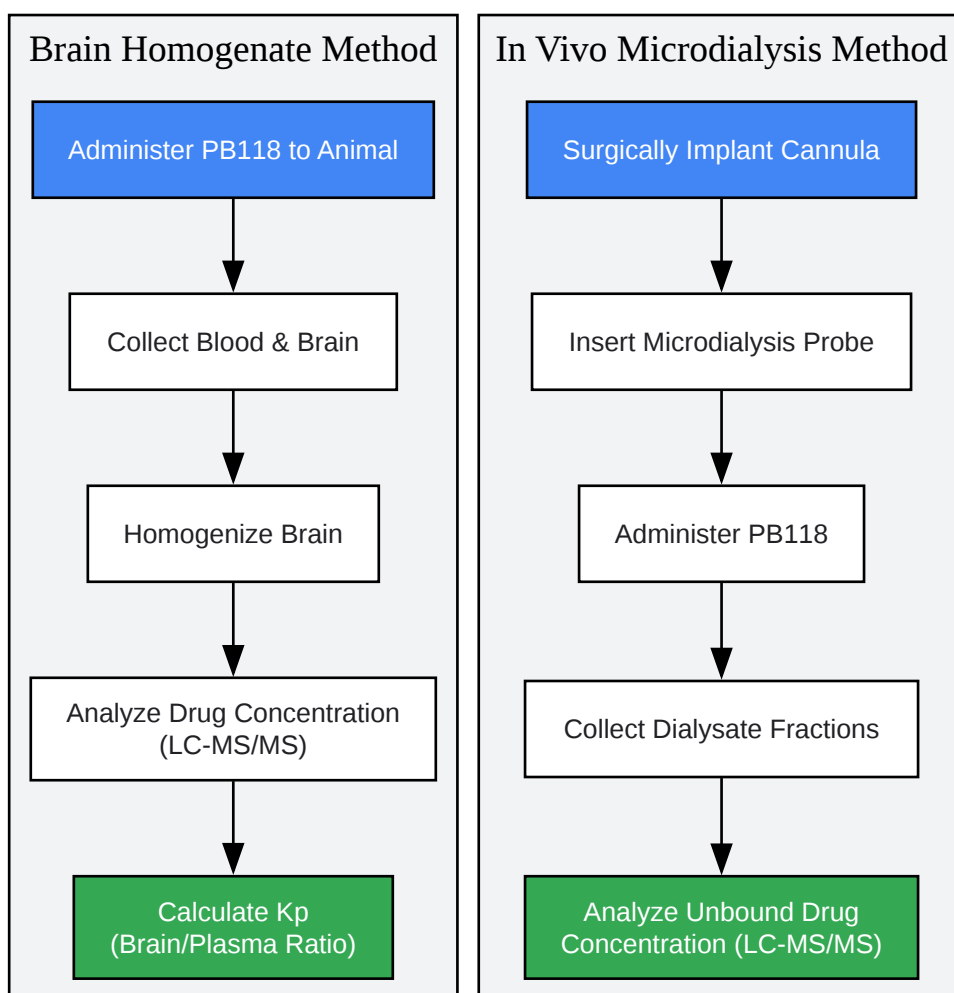 Brain Homogenate Method
Administer PB118 to Animal
Collect Blood & Brain
Homogenize Brain
Analyze Drug Concentration
(LC-MS/MS)
Calculate Kp
(Brain/Plasma Ratio)
In Vivo Microdialysis Method
Surgically Implant Cannula
Insert Microdialysis Probe
Administer PB118
Collect Dialysate Fractions
Analyze Unbound Drug
Concentration (LC-MS/MS)